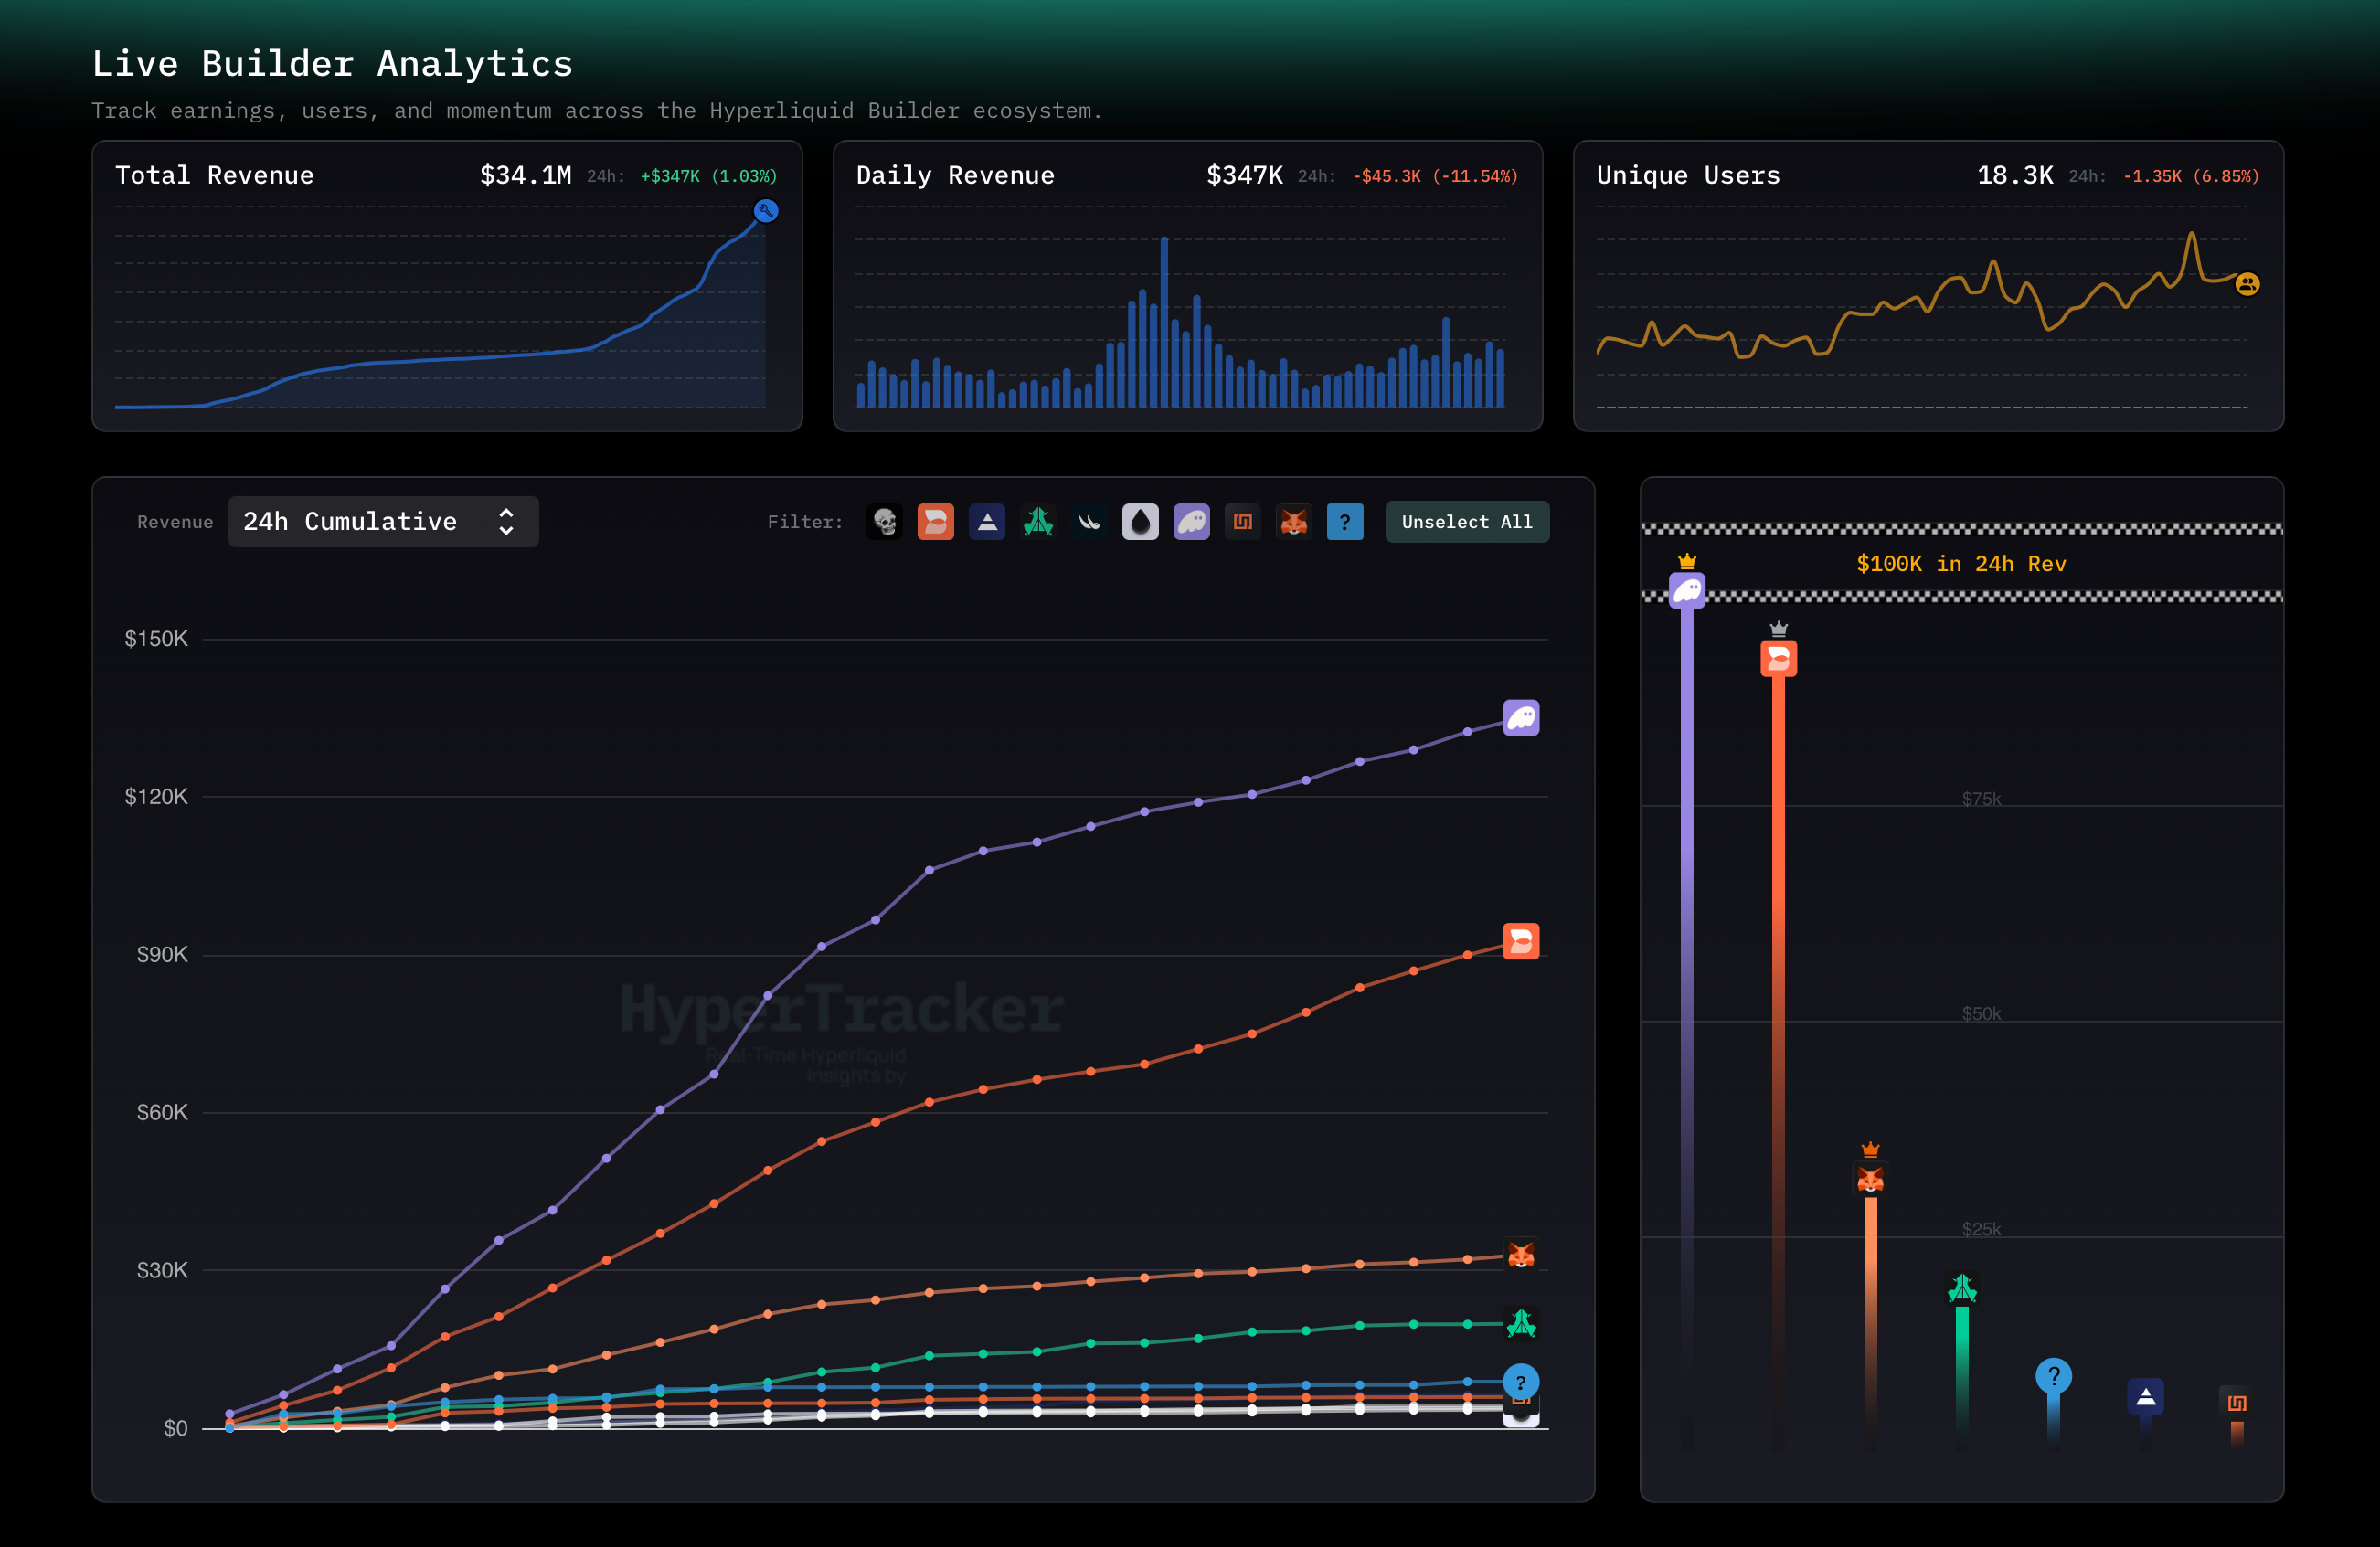 Live Builder Analytics
Track earnings, users, and momentum across the Hyperliquid Builder ecosystem.
Total Revenue $34.1M 24h: +$347K (1.03%)
Daily Revenue $347K 24h: -$45.3K (-11.54%)
Unique Users 18.3K 24h: -1.35K (6.85%)
Revenue 24h Cumulative Filter: ? Unselect All
$150K
$120K
$90K
$60K
$30K
$0
HyperTracker
Real-Time Hyperliquid
Insights by
?
$100K in 24h Rev
$75k
$50k
$25k
?